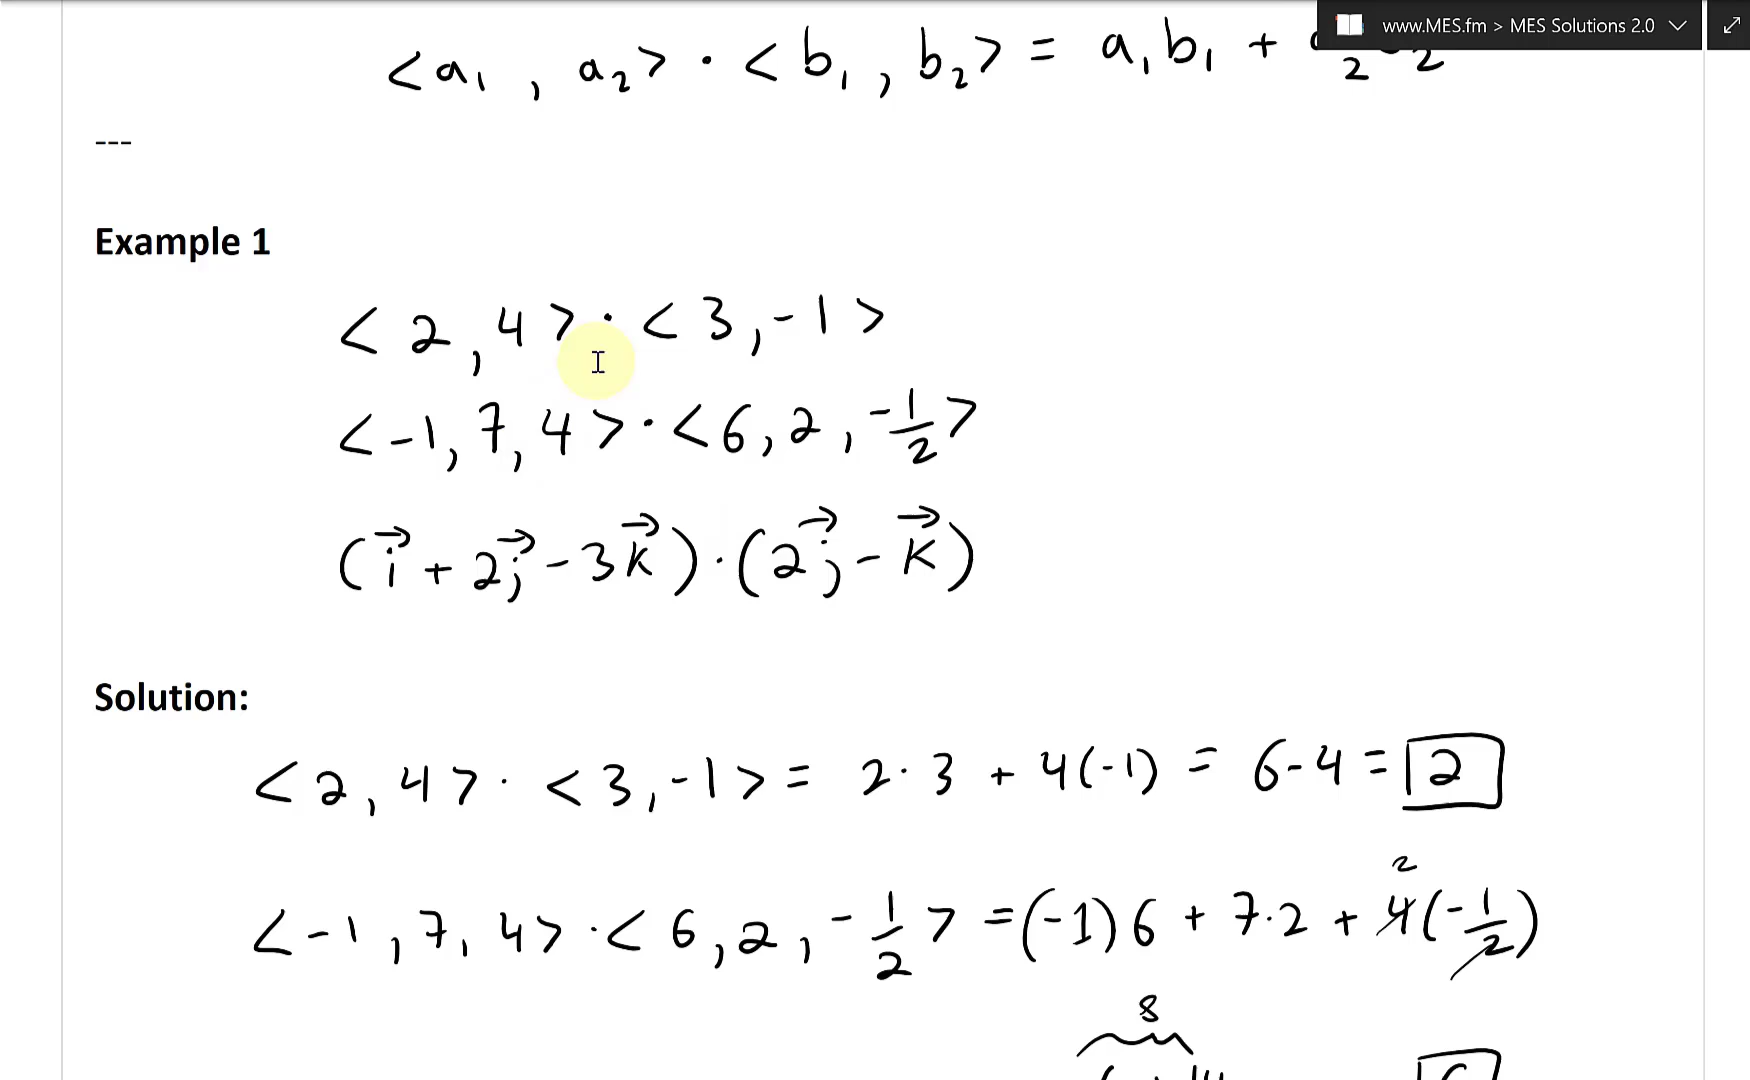 www.MES.fm > MES Solutions 2.0
<a₁, a₂> · <b₁, b₂> = a₁b₁ +
---
Example 1
<2, 4> · <3, -1>
<-1, 7, 4> · <6, 2, -1/2>
(i⃗ + 2j⃗ - 3k⃗) · (2j⃗ - k⃗)
Solution:
<2, 4> · <3, -1> = 2·3 + 4(-1) = 6-4 = 2
2
<-1, 7, 4> · <6, 2, -1/2> = (-1)6 + 7·2 + 4(-1/2)
8